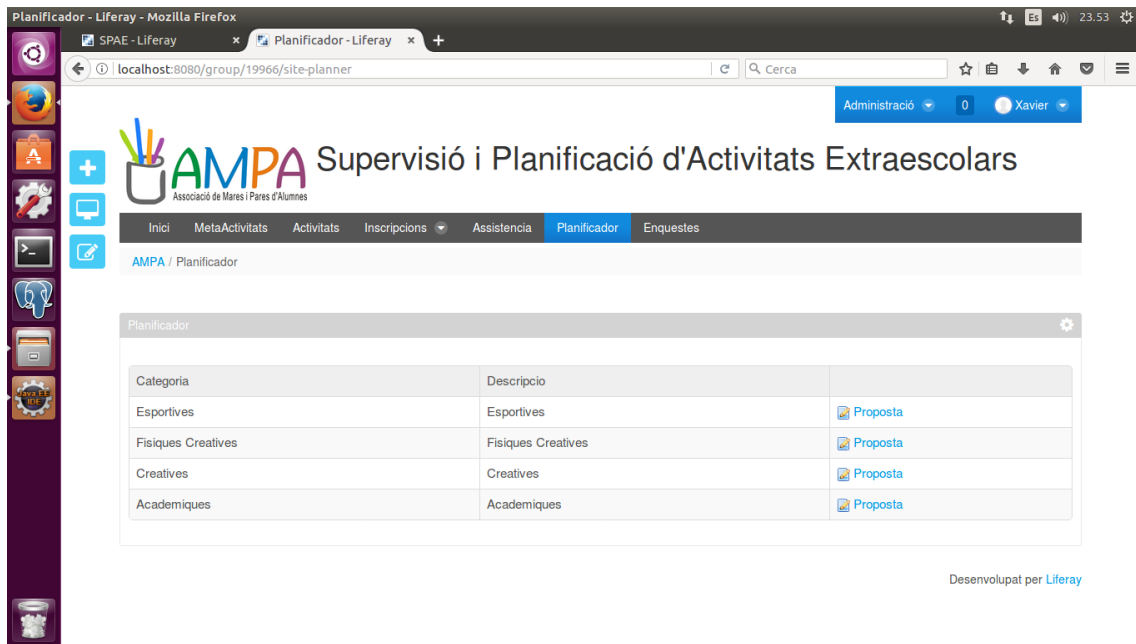 Planificador - Liferay - Mozilla Firefox
Es 23.53
SPAE - Liferay × Planificador - Liferay × +
localhost:8080/group/19966/site-planner Cerca
Administració 0 Xavier
AMPA Supervisió i Planificació d'Activitats Extraescolars
Associació de Mares i Pares d'Alumnes
Inici MetaActivitats Activitats Inscripcions Assistencia Planificador Enquestes
AMPA / Planificador
Planificador
Categoria Descripcio
Esportives Esportives Proposta
Fisiques Creatives Fisiques Creatives Proposta
Creatives Creatives Proposta
Academiques Academiques Proposta
Java EE
IDE
Desenvolupat per Liferay